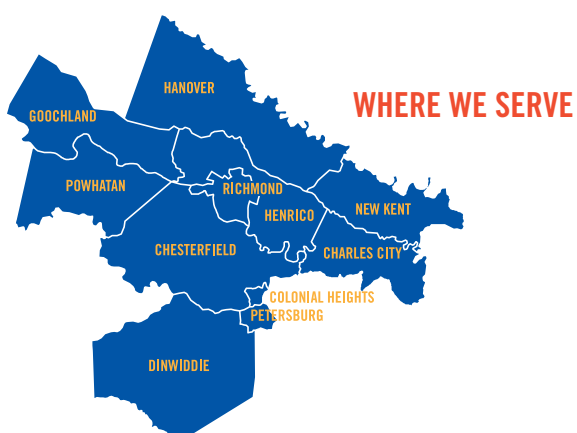 HANOVER
WHERE WE SERVE
GOOCHLAND
POWHATAN
RICHMOND
HENRICO
NEW KENT
CHESTERFIELD
CHARLES CITY
COLONIAL HEIGHTS
PETERSBURG
DINWIDDIE